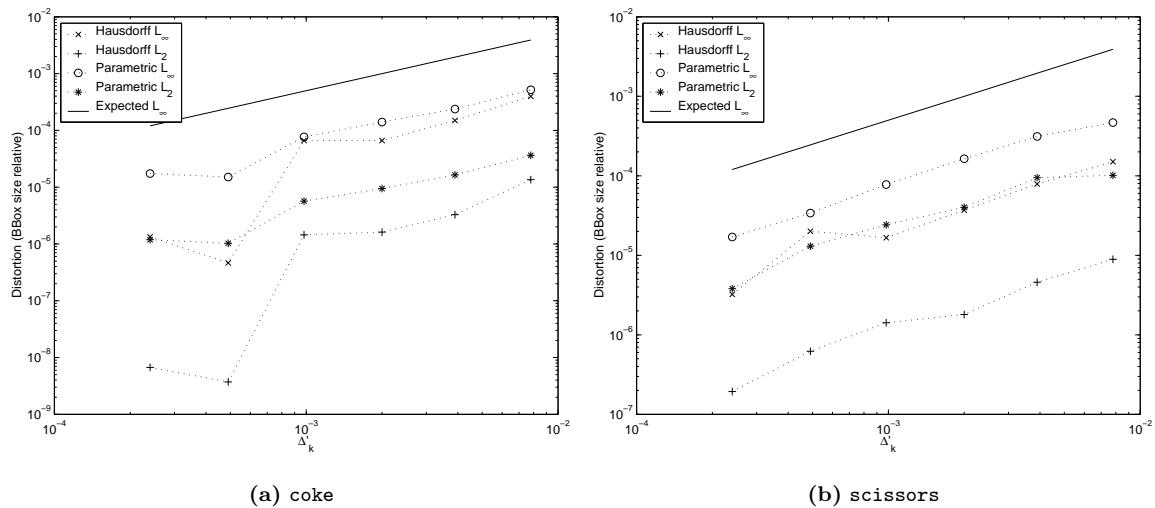 10⁻²
10⁻³
10⁻⁴
10⁻⁵
10⁻⁶
10⁻⁷
10⁻⁸
10⁻⁹
Distortion (BBox size relative)
Hausdorff L∞
Hausdorff L₂
Parametric L∞
Parametric L₂
Expected L∞
10⁻⁴
10⁻³
10⁻²
Δ'ₖ
(a) coke
10⁻²
10⁻³
10⁻⁴
10⁻⁵
10⁻⁶
10⁻⁷
Distortion (BBox size relative)
Hausdorff L∞
Hausdorff L₂
Parametric L∞
Parametric L₂
Expected L∞
10⁻⁴
10⁻³
10⁻²
Δ'ₖ
(b) scissors